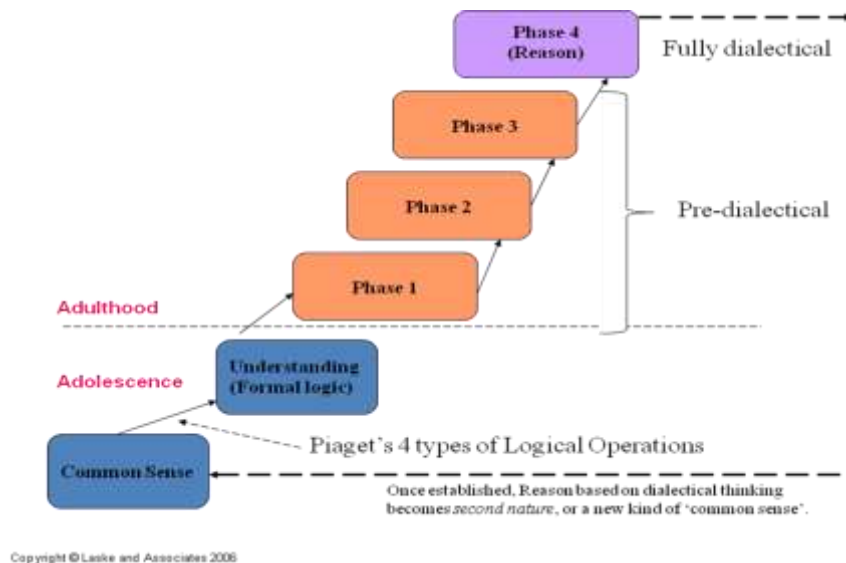 Phase 4
(Reason)
Fully dialectical
Phase 3
Phase 2
Pre-dialectical
Phase 1
Adulthood
Understanding
(Formal logic)
Adolescence
Piaget's 4 types of Logical Operations
Common Sense
Once established, Reason based on dialectical thinking
becomes second nature, or a new kind of 'common sense'.
Copyright © Laske and Associates 2006